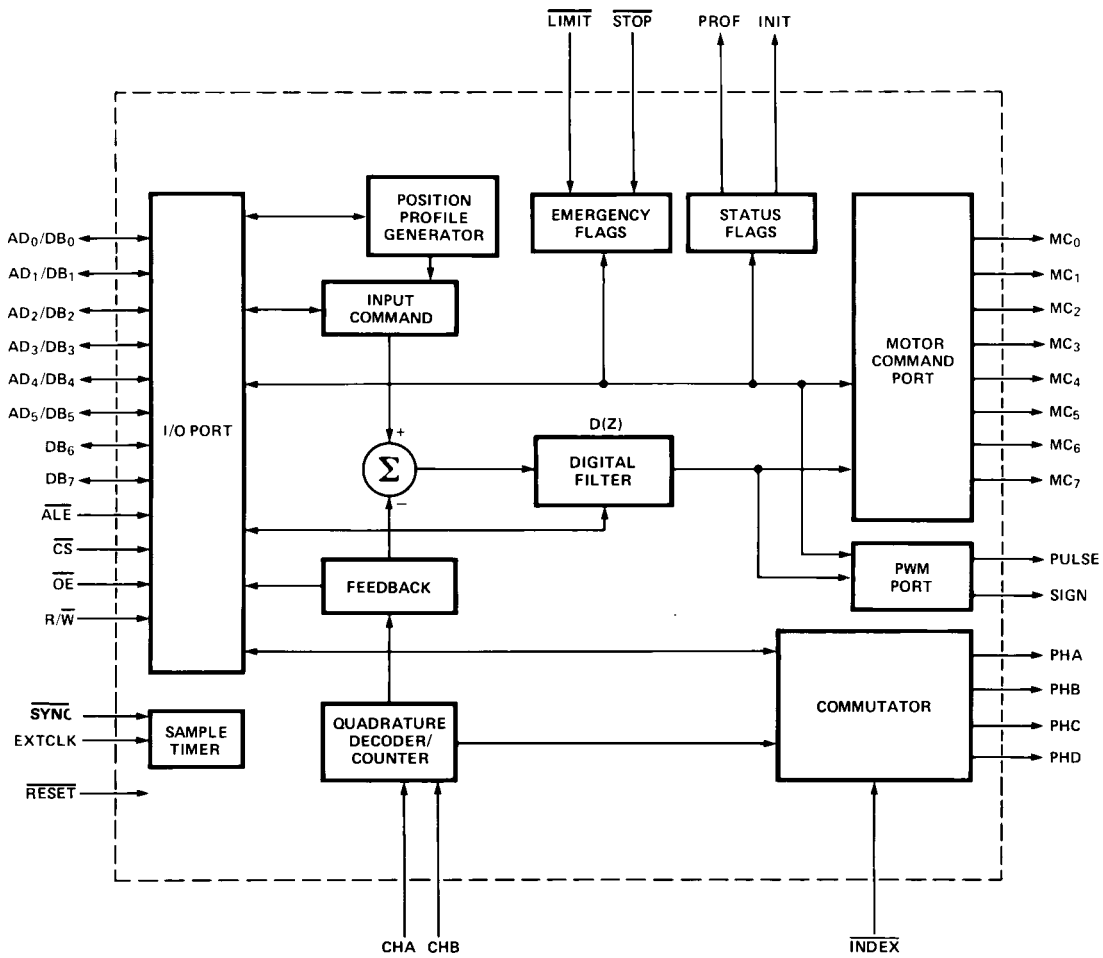 LIMIT STOP PROF INIT
POSITION
PROFILE
GENERATOR
EMERGENCY
FLAGS
STATUS
FLAGS
INPUT
COMMAND
AD0/DB0
AD1/DB1
AD2/DB2
AD3/DB3
AD4/DB4
AD5/DB5
DB6
DB7
ALE
CS
OE
R/W
I/O PORT
MOTOR
COMMAND
PORT
MC0
MC1
MC2
MC3
MC4
MC5
MC6
MC7
+
Σ
−
D(Z)
DIGITAL
FILTER
FEEDBACK
PWM
PORT
PULSE
SIGN
SYNC
EXTCLK
SAMPLE
TIMER
RESET
QUADRATURE
DECODER/
COUNTER
COMMUTATOR
PHA
PHB
PHC
PHD
CHA CHB
INDEX